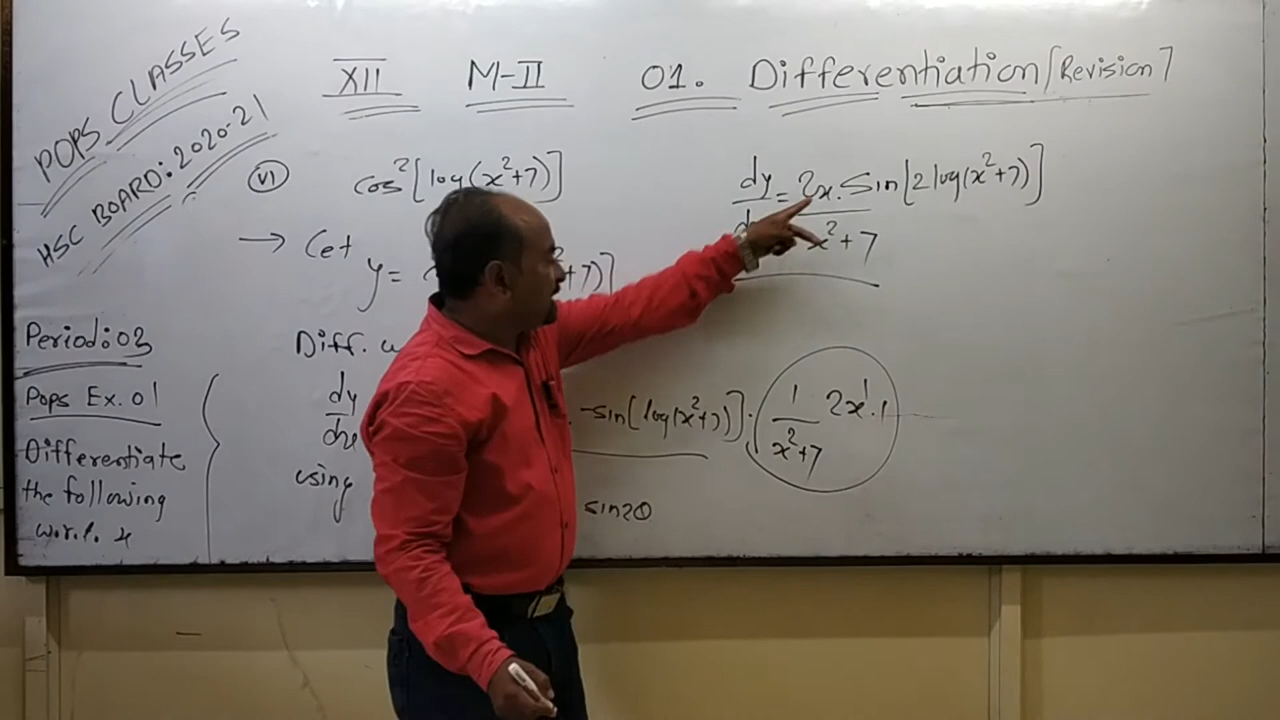 POPS CLASSES
HSC BOARD: 2020-21
XII M-II 01. Differentiation [Revision]
(vi) cos²[log(x²+7)]
→ Let
y= ²+7)]
Diff. w
dy
dx
-sin[log(x²+7)]. 1/(x²+7) 2x¹.1
using sin2θ
dy = 2x. sin[2log(x²+7)]
x²+7
Period: 03
Pops Ex. 01
Differentiate
the following
w.r.t. x